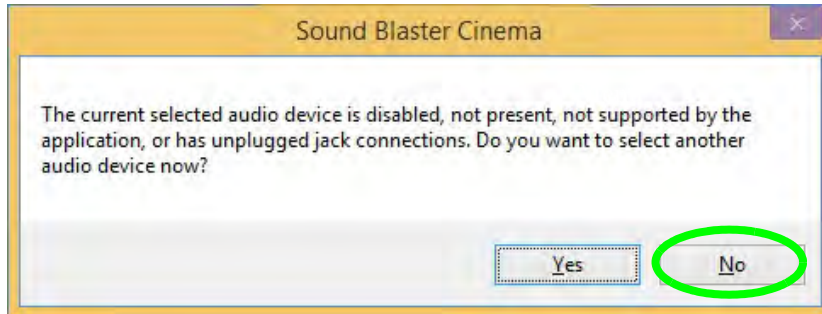 Sound Blaster Cinema
The current selected audio device is disabled, not present, not supported by the
application, or has unplugged jack connections. Do you want to select another
audio device now?
Yes
No